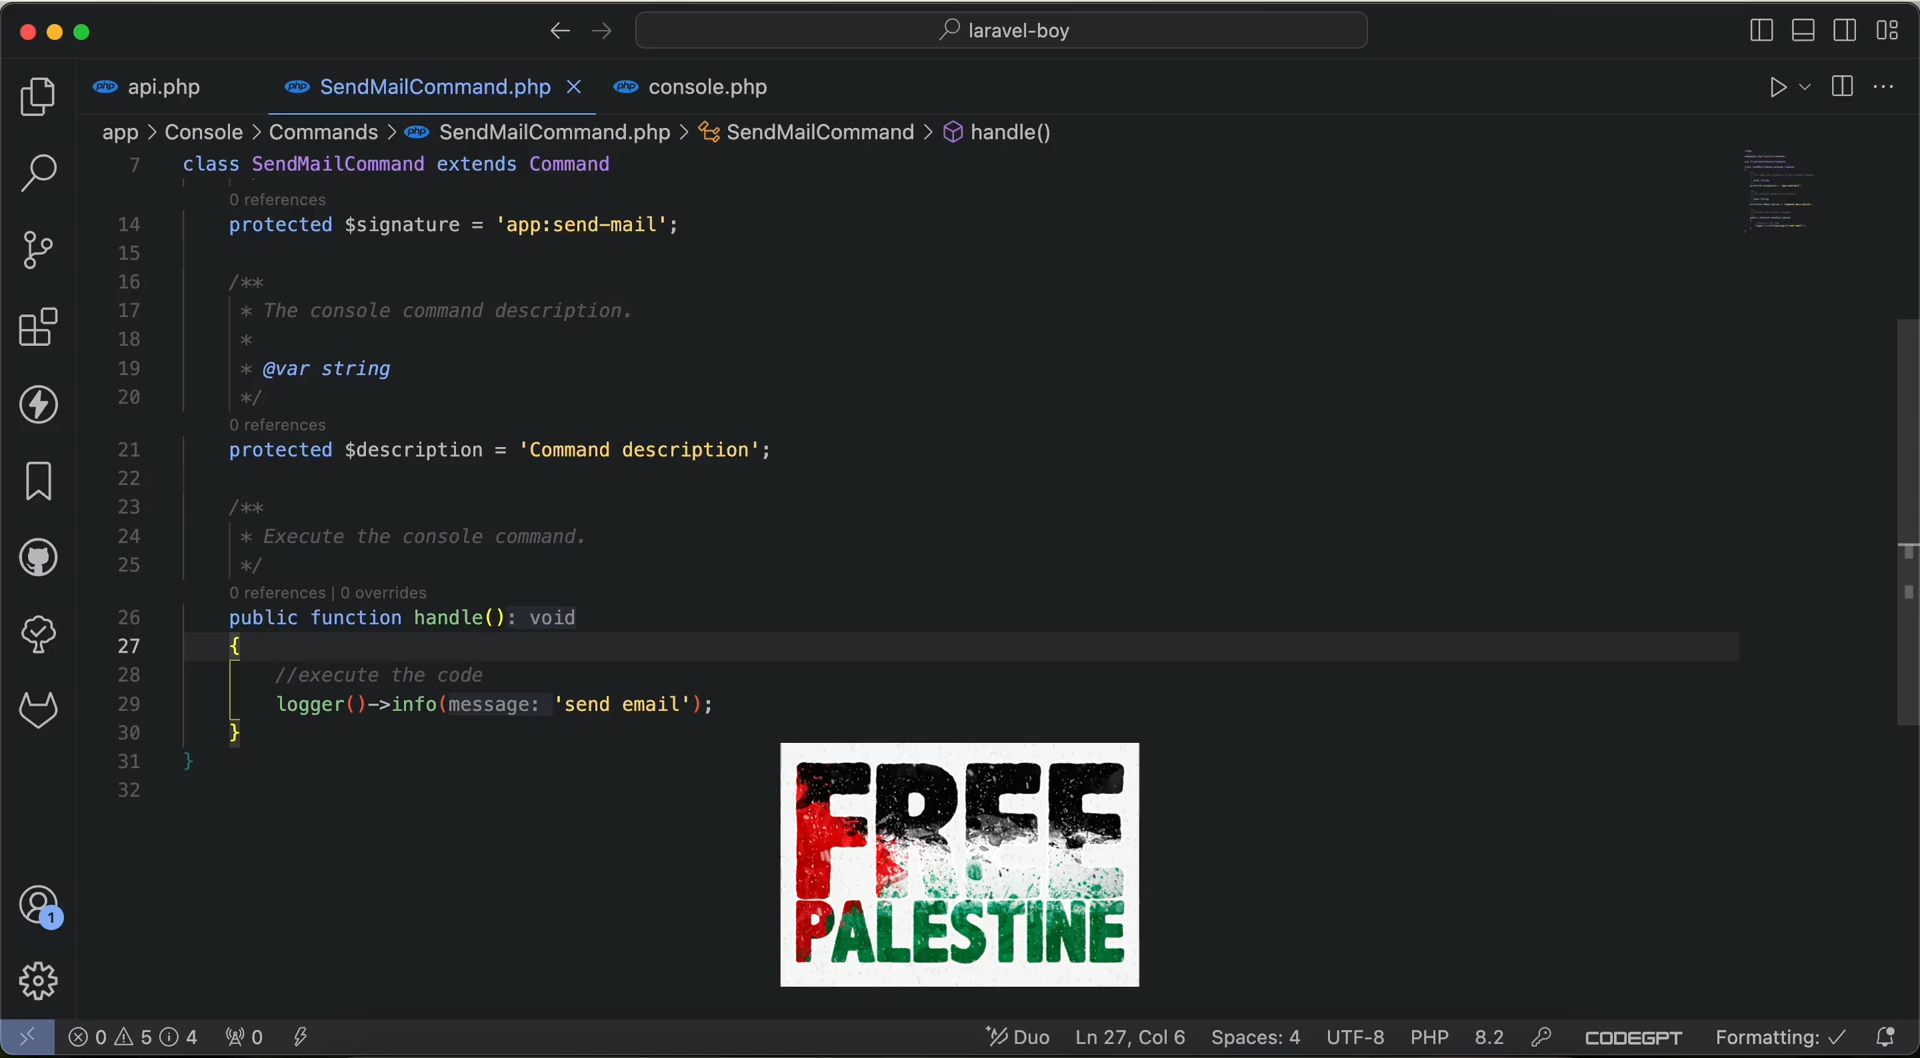 laravel-boy
api.php
SendMailCommand.php
console.php
app > Console > Commands > SendMailCommand.php > SendMailCommand > handle()
7 class SendMailCommand extends Command
0 references
14 protected $signature = 'app:send-mail';
15
16 /**
17 * The console command description.
18 *
19 * @var string
20 */
0 references
21 protected $description = 'Command description';
22
23 /**
24 * Execute the console command.
25 */
0 references | 0 overrides
26 public function handle(): void
27 {
28 //execute the code
29 logger()->info(message: 'send email');
30 }
31 }
32
FREE
PALESTINE
1
0 5 4 0 Duo Ln 27, Col 6 Spaces: 4 UTF-8 PHP 8.2 CODEGPT Formatting: ✓